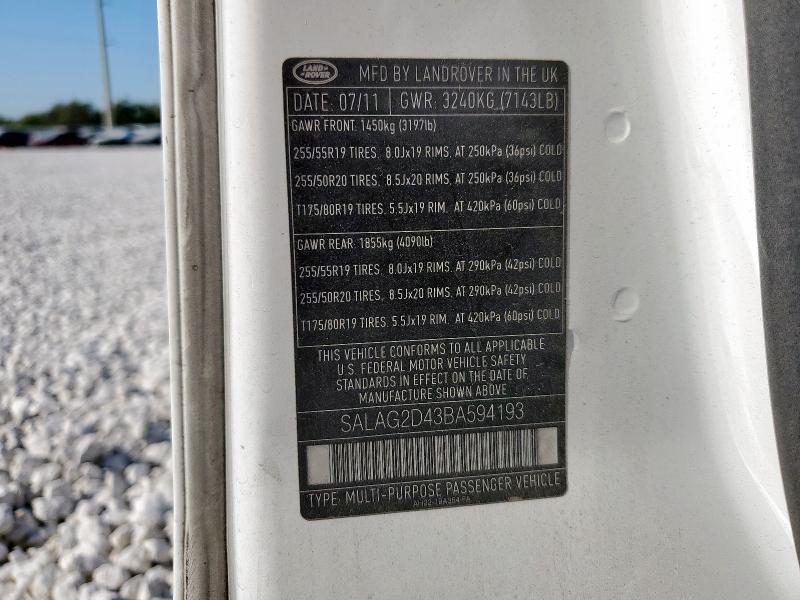 LAND ROVER
MFD BY LANDROVER IN THE UK
DATE: 07/11 GWR: 3240KG (7143LB)
GAWR FRONT: 1450kg (3197lb)
255/55R19 TIRES, 8.0Jx19 RIMS, AT 250kPa (36psi) COLD
255/50R20 TIRES, 8.5Jx20 RIMS, AT 250kPa (36psi) COLD
T175/80R19 TIRES, 5.5Jx19 RIM, AT 420kPa (60psi) COLD
GAWR REAR: 1855kg (4090lb)
255/55R19 TIRES, 8.0Jx19 RIMS, AT 290kPa (42psi) COLD
255/50R20 TIRES, 8.5Jx20 RIMS, AT 290kPa (42psi) COLD
T175/80R19 TIRES, 5.5Jx19 RIM, AT 420kPa (60psi) COLD
THIS VEHICLE CONFORMS TO ALL APPLICABLE
U.S. FEDERAL MOTOR VEHICLE SAFETY
STANDARDS IN EFFECT ON THE DATE OF
MANUFACTURE SHOWN ABOVE
SALAG2D43BA594193
TYPE: MULTI-PURPOSE PASSENGER VEHICLE